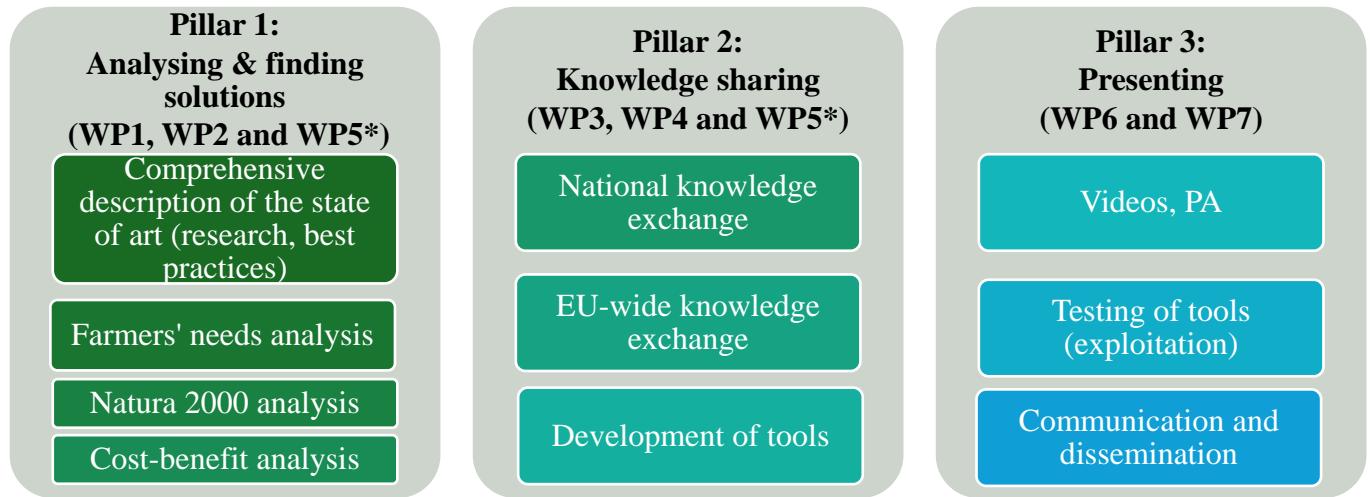 Pillar 1:
Analysing & finding
solutions
(WP1, WP2 and WP5*)
Comprehensive
description of the state
of art (research, best
practices)
Farmers' needs analysis
Natura 2000 analysis
Cost-benefit analysis
Pillar 2:
Knowledge sharing
(WP3, WP4 and WP5*)
National knowledge
exchange
EU-wide knowledge
exchange
Development of tools
Pillar 3:
Presenting
(WP6 and WP7)
Videos, PA
Testing of tools
(exploitation)
Communication and
dissemination